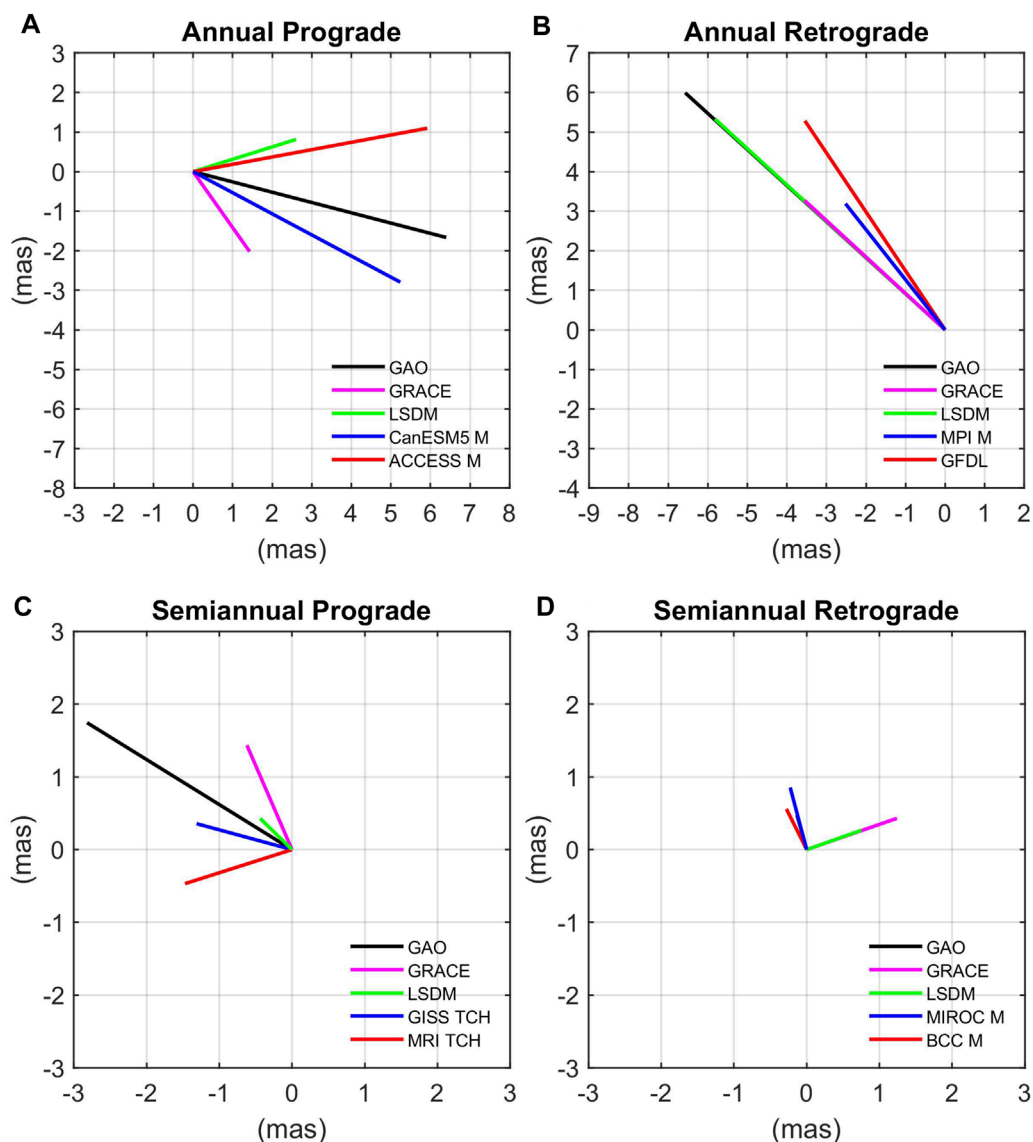 A
Annual Prograde
3
2
1
0
-1
-2
-3
-4
-5
-6
-7
-8
(mas)
GAO
GRACE
LSDM
CanESM5 M
ACCESS M
-3 -2 -1 0 1 2 3 4 5 6 7 8
(mas)
B
Annual Retrograde
7
6
5
4
3
2
1
0
-1
-2
-3
-4
(mas)
GAO
GRACE
LSDM
MPI M
GFDL
-9 -8 -7 -6 -5 -4 -3 -2 -1 0 1 2
(mas)
C
Semiannual Prograde
3
2
1
0
-1
-2
-3
(mas)
GAO
GRACE
LSDM
GISS TCH
MRI TCH
-3 -2 -1 0 1 2 3
(mas)
D
Semiannual Retrograde
3
2
1
0
-1
-2
-3
(mas)
GAO
GRACE
LSDM
MIROC M
BCC M
-3 -2 -1 0 1 2 3
(mas)